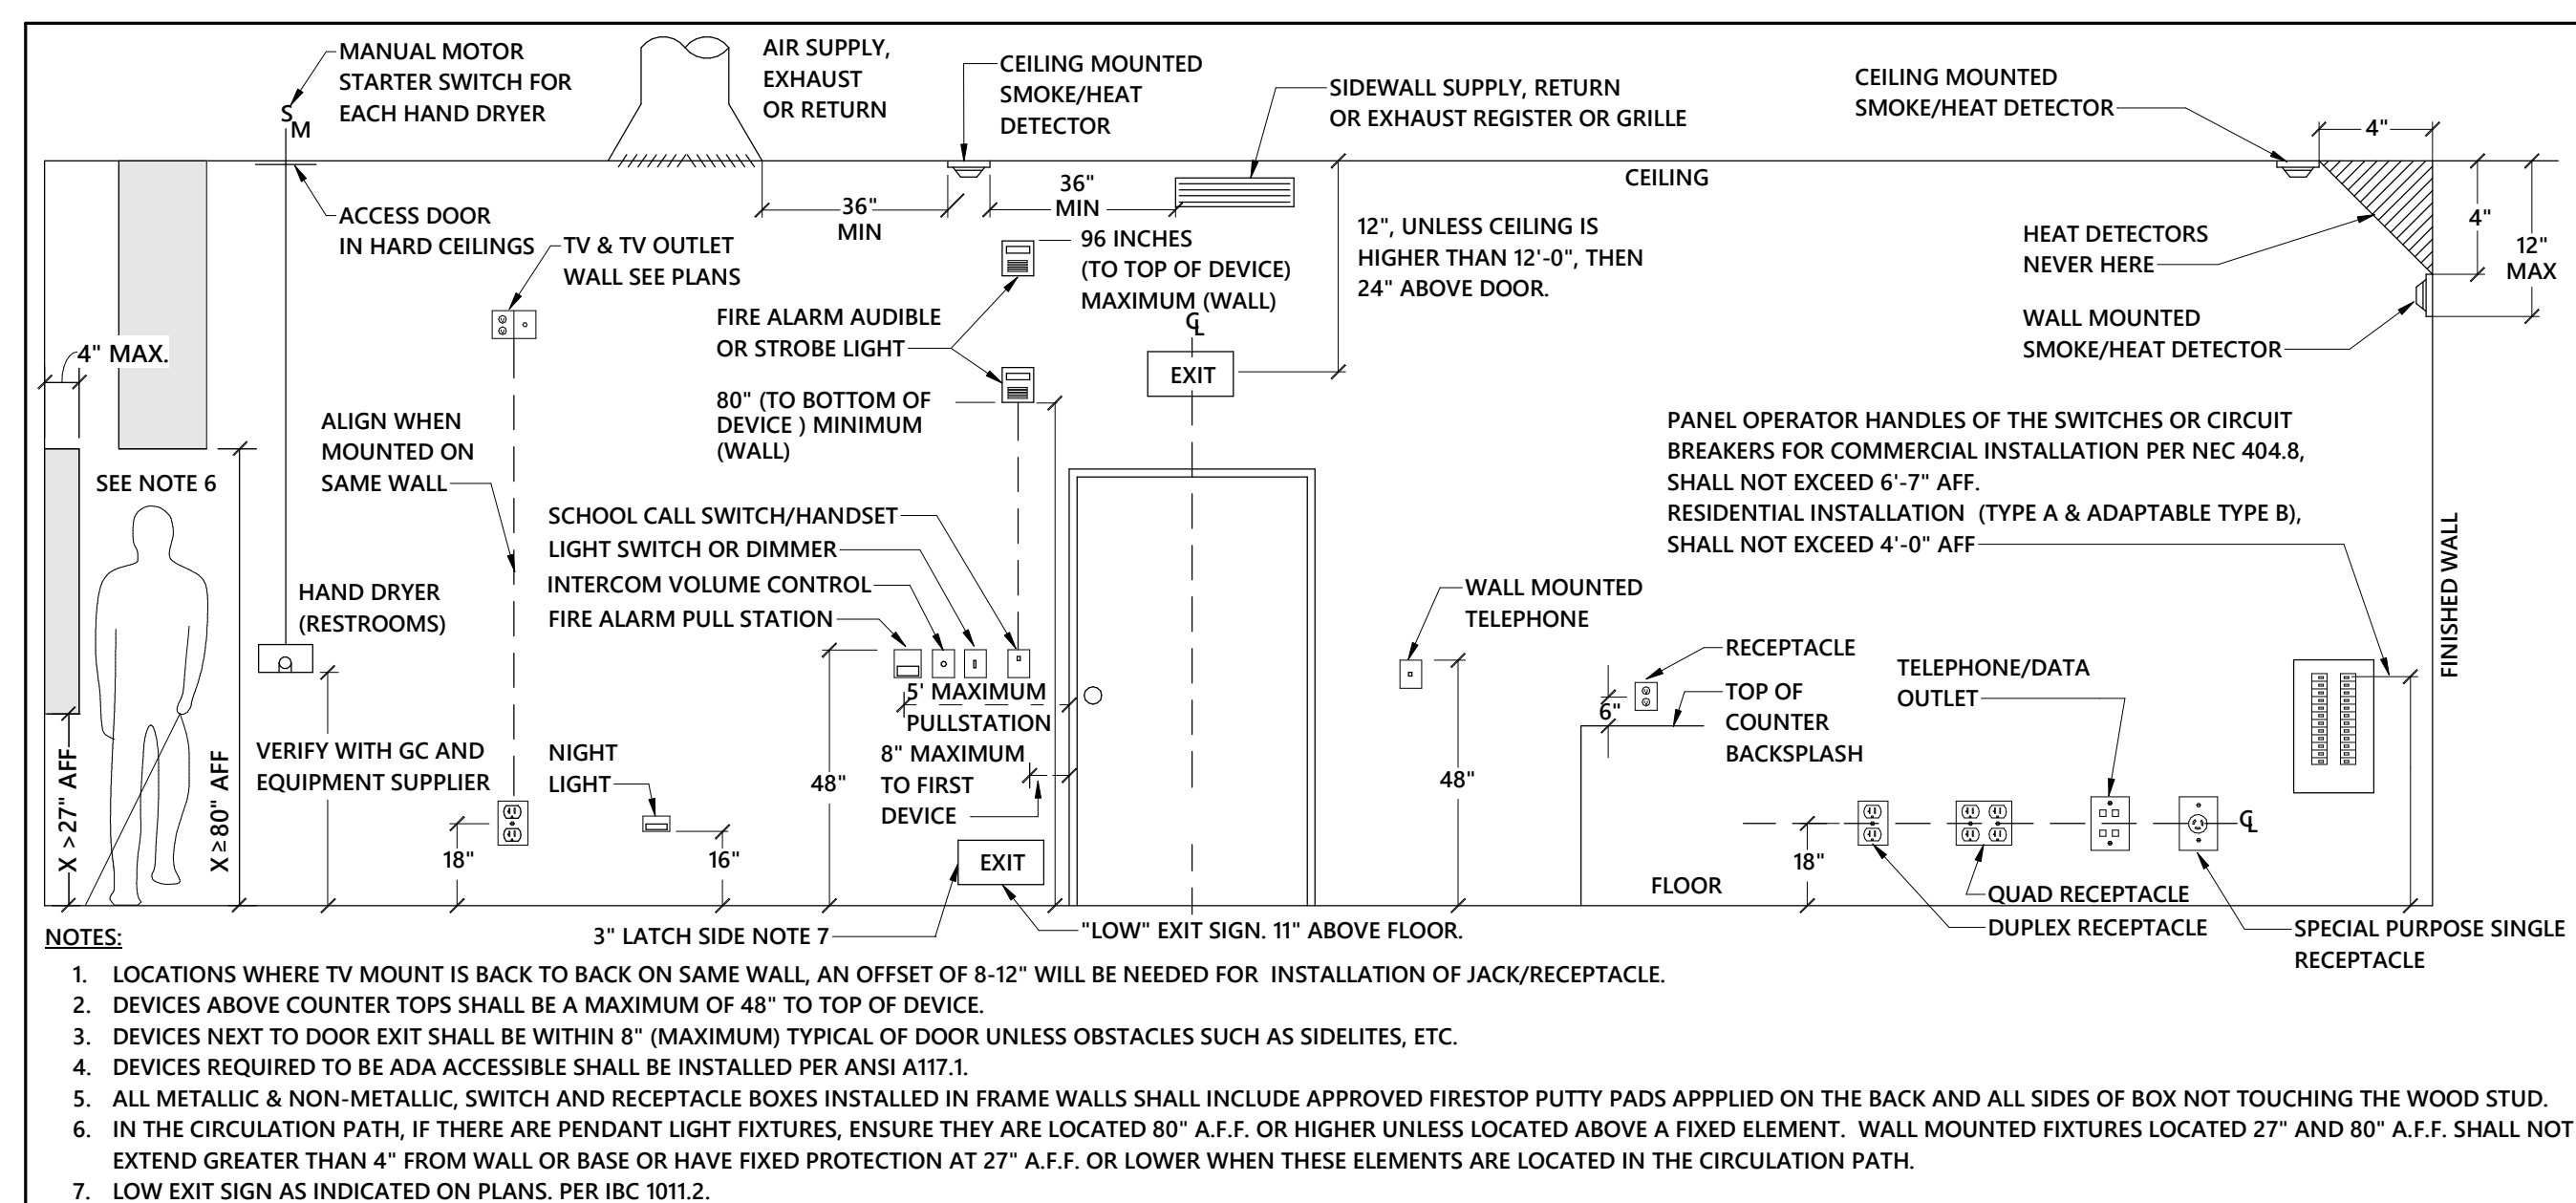 MANUAL MOTOR
STARTER SWITCH FOR
EACH HAND DRYER
S
M
AIR SUPPLY,
EXHAUST
OR RETURN
CEILING MOUNTED
SMOKE/HEAT
DETECTOR
SIDEWALL SUPPLY, RETURN
OR EXHAUST REGISTER OR GRILLE
CEILING MOUNTED
SMOKE/HEAT DETECTOR
4"
ACCESS DOOR
IN HARD CEILINGS
TV & TV OUTLET
WALL SEE PLANS
36"
MIN
36"
MIN
CEILING
96 INCHES
(TO TOP OF DEVICE)
MAXIMUM (WALL)
12", UNLESS CEILING IS
HIGHER THAN 12'-0", THEN
24" ABOVE DOOR.
HEAT DETECTORS
NEVER HERE
4"
12"
MAX
FIRE ALARM AUDIBLE
OR STROBE LIGHT
CL
EXIT
WALL MOUNTED
SMOKE/HEAT DETECTOR
4" MAX.
80" (TO BOTTOM OF
DEVICE ) MINIMUM
(WALL)
ALIGN WHEN
MOUNTED ON
SAME WALL
SEE NOTE 6
PANEL OPERATOR HANDLES OF THE SWITCHES OR CIRCUIT
BREAKERS FOR COMMERCIAL INSTALLATION PER NEC 404.8,
SHALL NOT EXCEED 6'-7" AFF.
RESIDENTIAL INSTALLATION (TYPE A & ADAPTABLE TYPE B),
SHALL NOT EXCEED 4'-0" AFF
FINISHED WALL
SCHOOL CALL SWITCH/HANDSET
LIGHT SWITCH OR DIMMER
INTERCOM VOLUME CONTROL
FIRE ALARM PULL STATION
HAND DRYER
(RESTROOMS)
WALL MOUNTED
TELEPHONE
RECEPTACLE
TOP OF
COUNTER
BACKSPLASH
6"
TELEPHONE/DATA
OUTLET
5' MAXIMUM
PULLSTATION
8" MAXIMUM
TO FIRST
DEVICE
X >27" AFF
X ≥80" AFF
VERIFY WITH GC AND
EQUIPMENT SUPPLIER
NIGHT
LIGHT
48"
48"
18"
16"
EXIT
18"
CL
FLOOR
QUAD RECEPTACLE
DUPLEX RECEPTACLE
SPECIAL PURPOSE SINGLE
RECEPTACLE
3" LATCH SIDE NOTE 7
"LOW" EXIT SIGN. 11" ABOVE FLOOR.
NOTES:
1. LOCATIONS WHERE TV MOUNT IS BACK TO BACK ON SAME WALL, AN OFFSET OF 8-12" WILL BE NEEDED FOR INSTALLATION OF JACK/RECEPTACLE.
2. DEVICES ABOVE COUNTER TOPS SHALL BE A MAXIMUM OF 48" TO TOP OF DEVICE.
3. DEVICES NEXT TO DOOR EXIT SHALL BE WITHIN 8" (MAXIMUM) TYPICAL OF DOOR UNLESS OBSTACLES SUCH AS SIDELITES, ETC.
4. DEVICES REQUIRED TO BE ADA ACCESSIBLE SHALL BE INSTALLED PER ANSI A117.1.
5. ALL METALLIC & NON-METALLIC, SWITCH AND RECEPTACLE BOXES INSTALLED IN FRAME WALLS SHALL INCLUDE APPROVED FIRESTOP PUTTY PADS APPPLIED ON THE BACK AND ALL SIDES OF BOX NOT TOUCHING THE WOOD STUD.
6. IN THE CIRCULATION PATH, IF THERE ARE PENDANT LIGHT FIXTURES, ENSURE THEY ARE LOCATED 80" A.F.F. OR HIGHER UNLESS LOCATED ABOVE A FIXED ELEMENT. WALL MOUNTED FIXTURES LOCATED 27" AND 80" A.F.F. SHALL NOT
EXTEND GREATER THAN 4" FROM WALL OR BASE OR HAVE FIXED PROTECTION AT 27" A.F.F. OR LOWER WHEN THESE ELEMENTS ARE LOCATED IN THE CIRCULATION PATH.
7. LOW EXIT SIGN AS INDICATED ON PLANS. PER IBC 1011.2.